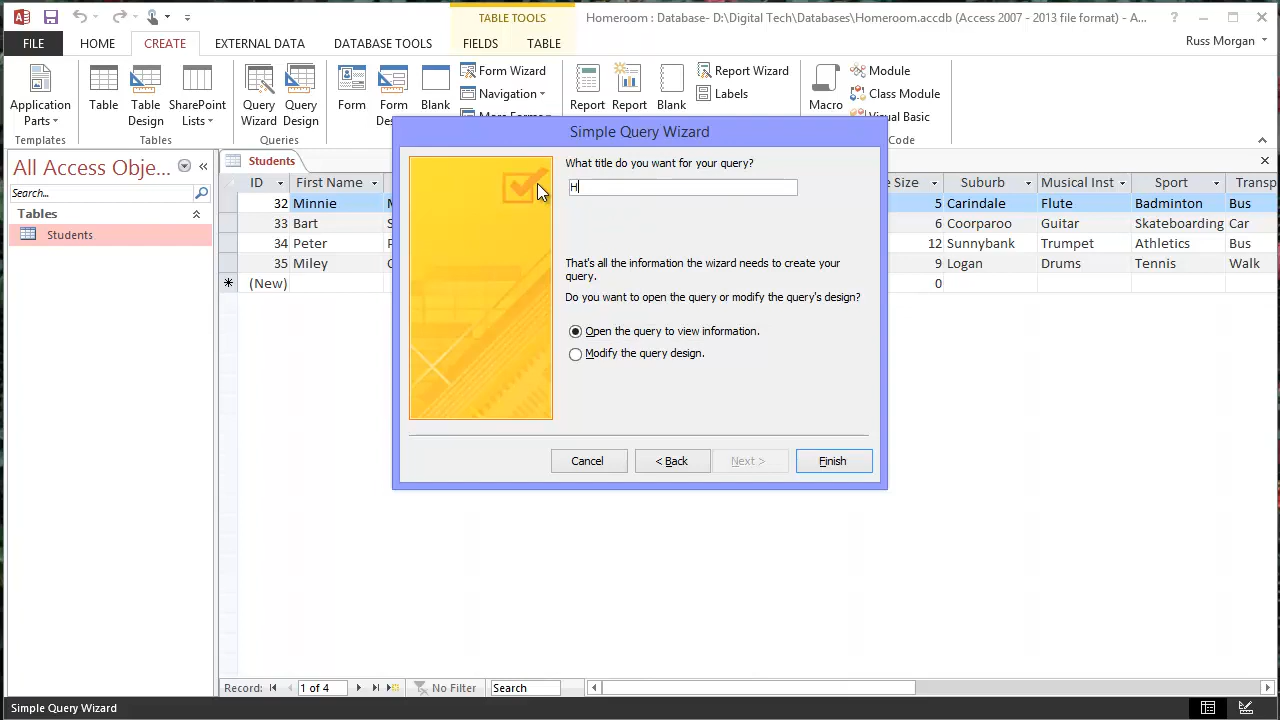 TABLE TOOLS
Homeroom : Database- D:\Digital Tech\Databases\Homeroom.accdb (Access 2007 - 2013 file format) - A...
FILE HOME CREATE EXTERNAL DATA DATABASE TOOLS FIELDS TABLE
Russ Morgan
Application Parts
Templates
Table
Table Design
SharePoint Lists
Tables
Query Wizard
Query Design
Queries
Form
Form
Blank
Form Wizard
Navigation
Report
Report
Blank
Report Wizard
Labels
Macro
Module
Class Module
Visual Basic
Code
Simple Query Wizard
What title do you want for your query?
H
That's all the information the wizard needs to create your
query.
Do you want to open the query or modify the query's design?
Open the query to view information.
Modify the query design.
Cancel < Back Next > Finish
All Access Obje...
Search...
Tables
Students
Students
ID First Name Size Suburb Musical Inst Sport Transp
32 Minnie 5 Carindale Flute Badminton Bus
33 Bart 6 Coorparoo Guitar Skateboarding Car
34 Peter 12 Sunnybank Trumpet Athletics Bus
35 Miley 9 Logan Drums Tennis Walk
(New) 0
Record: 1 of 4 No Filter Search
Simple Query Wizard